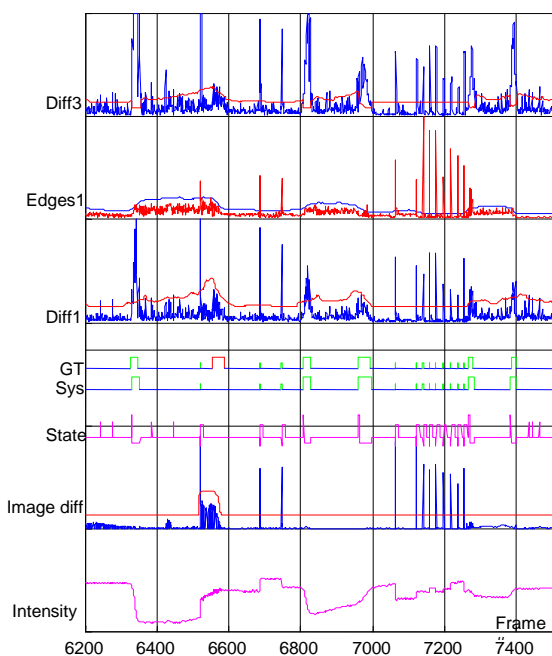 Diff3
Edges1
Diff1
GT
Sys
State
Image diff
Intensity
Frame
6200 6400 6600 6800 7000 7200 7400